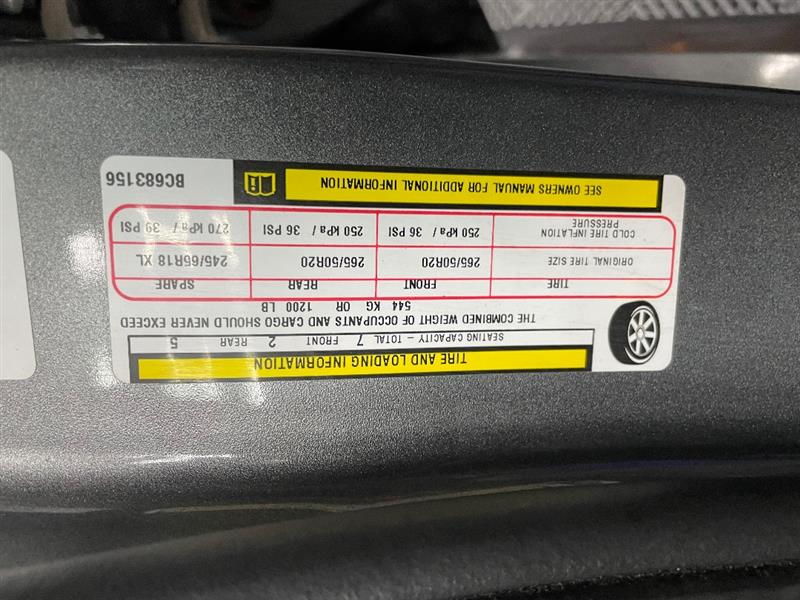 TIRE AND LOADING INFORMATION
SEATING CAPACITY - TOTAL 7 FRONT 2 REAR 5
THE COMBINED WEIGHT OF OCCUPANTS AND CARGO SHOULD NEVER EXCEED
544 KG OR 1200 LB
TIRE FRONT REAR SPARE
ORIGINAL TIRE SIZE 265/50R20 265/50R20 245/65R18 XL
COLD TIRE INFLATION PRESSURE 250 kPa / 36 PSI 250 kPa / 36 PSI 270 kPa / 39 PSI
SEE OWNERS MANUAL FOR ADDITIONAL INFORMATION
BC683156